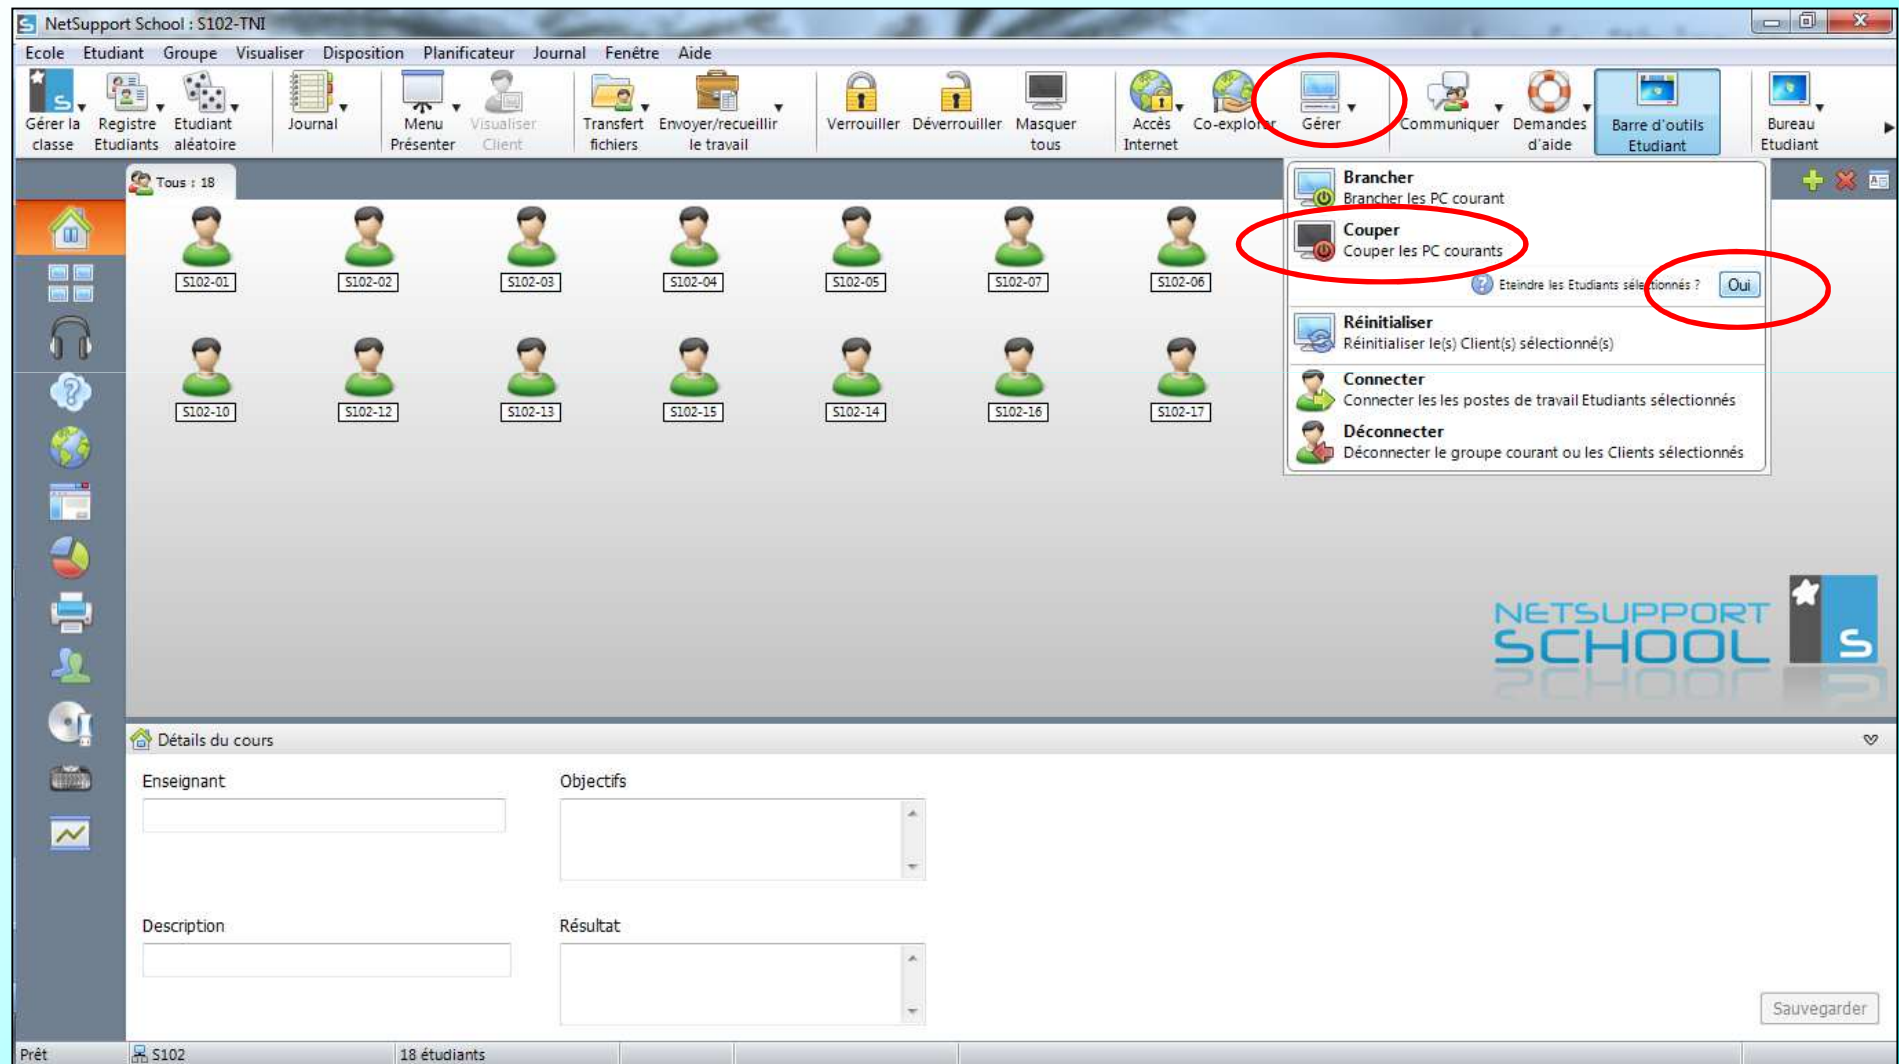 NetSupport School : S102-TNI
Ecole Etudiant Groupe Visualiser Disposition Planificateur Journal Fenêtre Aide
Gérer la classe
Registre Etudiants
Etudiant aléatoire
Journal
Menu Présenter
Visualiser Client
Transfert fichiers
Envoyer/recueillir le travail
Verrouiller
Déverrouiller
Masquer tous
Accès Internet
Co-explorer
Gérer
Communiquer
Demandes d'aide
Barre d'outils Etudiant
Bureau Etudiant
Tous : 18
S102-01 S102-02 S102-03 S102-04 S102-05 S102-07 S102-06
S102-10 S102-12 S102-13 S102-15 S102-14 S102-16 S102-17
Brancher
Brancher les PC courant
Couper
Couper les PC courants
Eteindre les Etudiants sélectionnés ? Oui
Réinitialiser
Réinitialiser le(s) Client(s) sélectionné(s)
Connecter
Connecter les les postes de travail Etudiants sélectionnés
Déconnecter
Déconnecter le groupe courant ou les Clients sélectionnés
NETSUPPORT
SCHOOL
S
Détails du cours
Enseignant
Objectifs
Description
Résultat
Sauvegarder
Prêt S102 18 étudiants